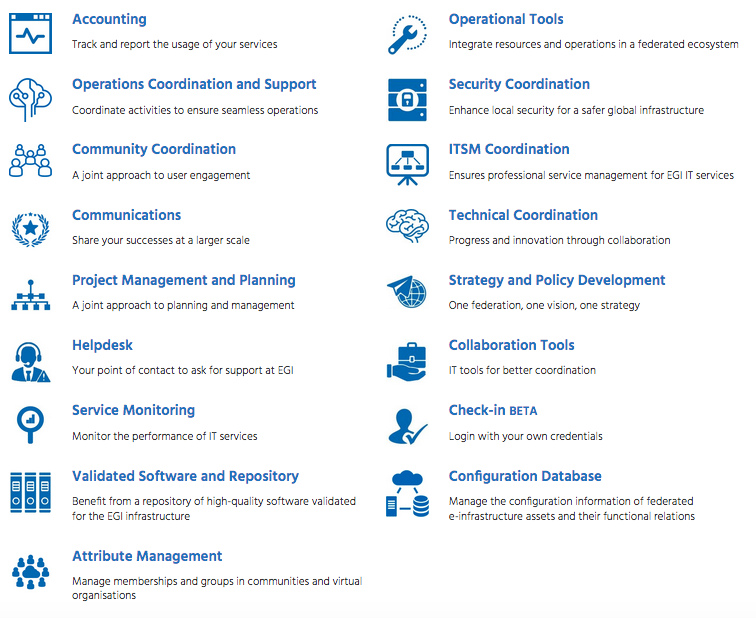 Accounting
Track and report the usage of your services
Operations Coordination and Support
Coordinate activities to ensure seamless operations
Community Coordination
A joint approach to user engagement
Communications
Share your successes at a larger scale
Project Management and Planning
A joint approach to planning and management
Helpdesk
Your point of contact to ask for support at EGI
Service Monitoring
Monitor the performance of IT services
Validated Software and Repository
Benefit from a repository of high-quality software validated
for the EGI infrastructure
Attribute Management
Manage memberships and groups in communities and virtual
organisations
Operational Tools
Integrate resources and operations in a federated ecosystem
Security Coordination
Enhance local security for a safer global infrastructure
ITSM Coordination
Ensures professional service management for EGI IT services
Technical Coordination
Progress and innovation through collaboration
Strategy and Policy Development
One federation, one vision, one strategy
Collaboration Tools
IT tools for better coordination
Check-in BETA
Login with your own credentials
Configuration Database
Manage the configuration information of federated
e-infrastructure assets and their functional relations